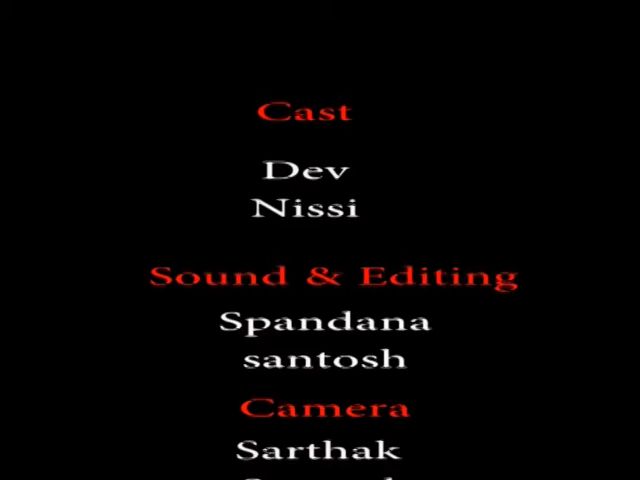 Cast
Dev
Nissi
Sound & Editing
Spandana
santosh
Camera
Sarthak